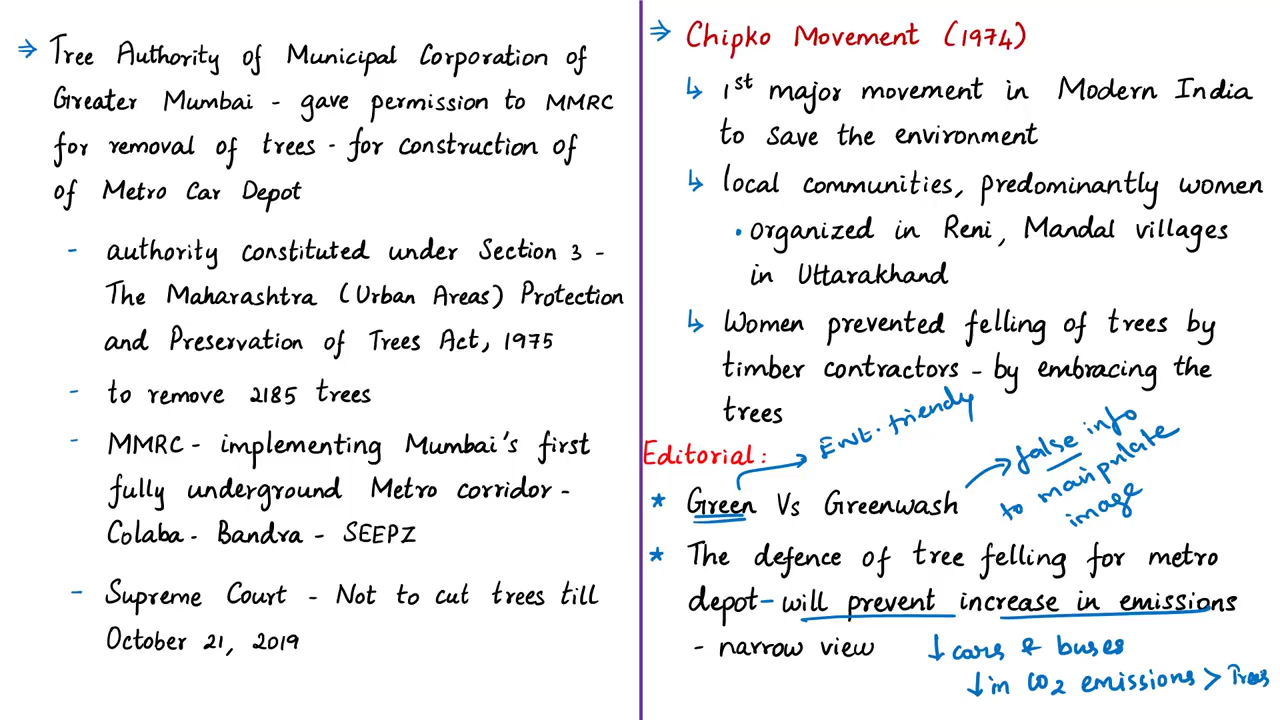 ⇒ Tree Authority of Municipal Corporation of
Greater Mumbai - gave permission to MMRC
for removal of trees - for construction of
of Metro Car Depot
- authority constituted under Section 3 -
The Maharashtra (Urban Areas) Protection
and Preservation of Trees Act, 1975
- to remove 2185 trees
- MMRC - implementing Mumbai's first
fully underground Metro corridor -
Colaba - Bandra - SEEPZ
- Supreme Court - Not to cut trees till
October 21, 2019
⇒ Chipko Movement (1974)
↳ 1st major movement in Modern India
to save the environment
↳ local communities, predominantly women
• organized in Reni, Mandal villages
in Uttarakhand
↳ Women prevented felling of trees by
timber contractors - by embracing the
trees
Editorial:
Envt. friendly
* Green Vs Greenwash
false info
to manipulate
image
* The defence of tree felling for metro
depot - will prevent increase in emissions
- narrow view
↓ cars & buses
↓ in CO2 emissions > Trees